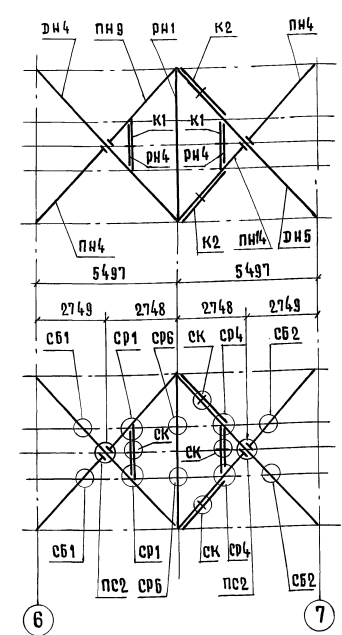 ДН4 ПН9 РН1 К2 ПН4
К1 К1
РН4 РН4
ПН4 К2 ПН14 ДН5
5497 5497
2749 2748 2748 2749
СБ1 СР1 СР6 СК СР4 СБ2
СК СК
СБ1 СР1 СК СР4
ПС2 СР6 ПС2 СБ2
6 7